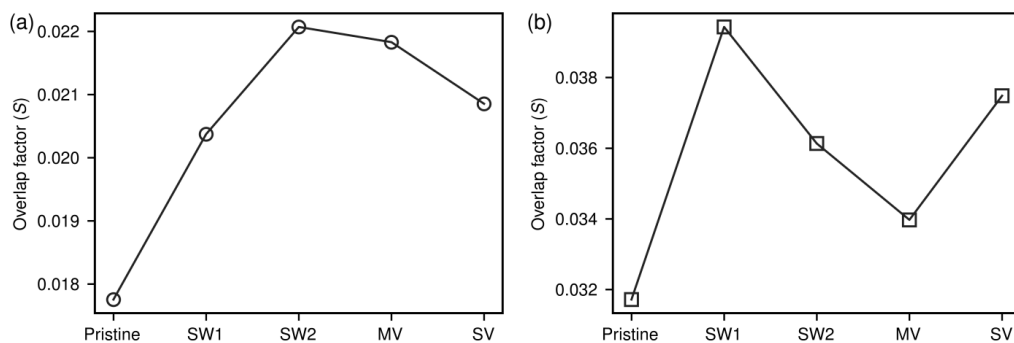 (a)
Overlap factor (S)
0.022
0.021
0.020
0.019
0.018
Pristine SW1 SW2 MV SV
(b)
Overlap factor (S)
0.038
0.036
0.034
0.032
Pristine SW1 SW2 MV SV